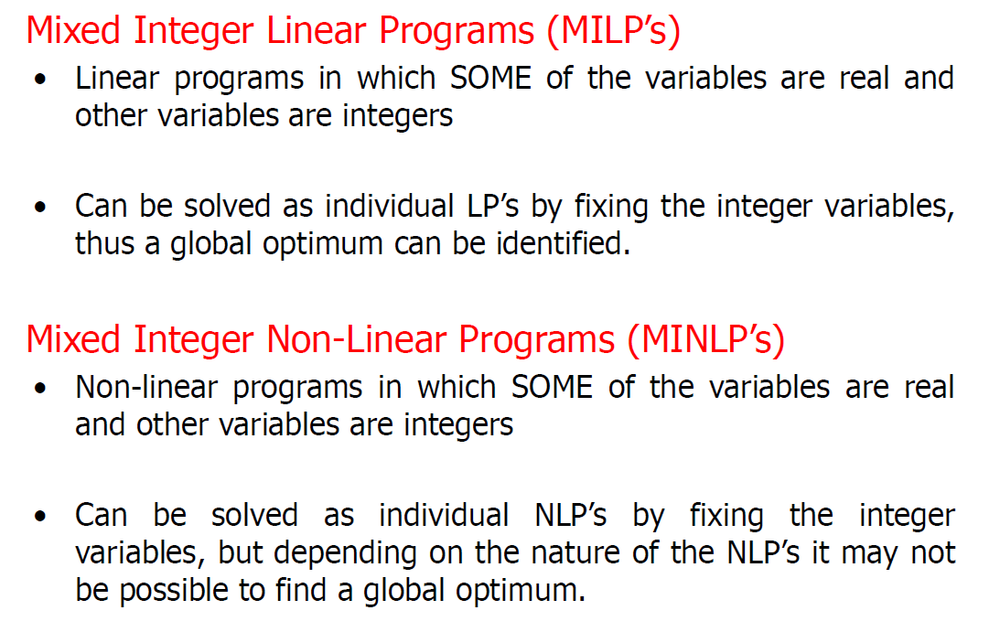 Mixed Integer Linear Programs (MILP’s)
• Linear programs in which SOME of the variables are real and
other variables are integers
• Can be solved as individual LP’s by fixing the integer variables,
thus a global optimum can be identified.
Mixed Integer Non-Linear Programs (MINLP’s)
• Non-linear programs in which SOME of the variables are real
and other variables are integers
• Can be solved as individual NLP’s by fixing the integer
variables, but depending on the nature of the NLP’s it may not
be possible to find a global optimum.